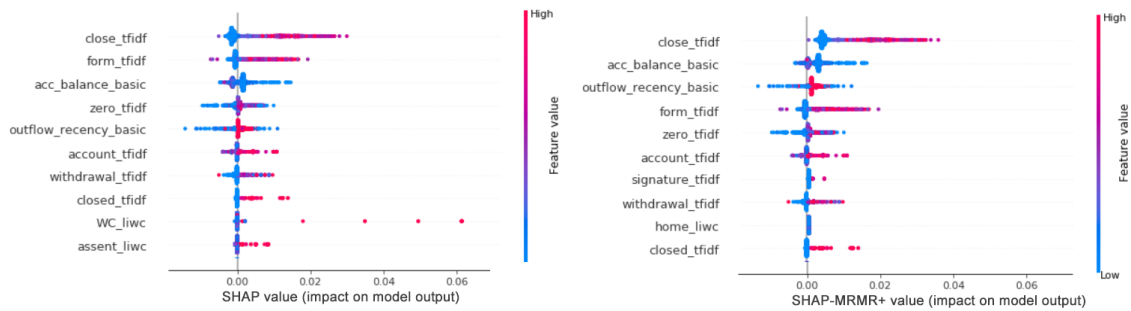 High
close_tfidf
form_tfidf
acc_balance_basic
zero_tfidf
outflow_recency_basic
account_tfidf
withdrawal_tfidf
closed_tfidf
WC_liwc
assent_liwc
Feature value
0.00 0.02 0.04 0.06
SHAP value (impact on model output)
High
close_tfidf
acc_balance_basic
outflow_recency_basic
form_tfidf
zero_tfidf
account_tfidf
signature_tfidf
withdrawal_tfidf
home_liwc
closed_tfidf
Feature value
Low
0.00 0.02 0.04 0.06
SHAP-MRMR+ value (impact on model output)